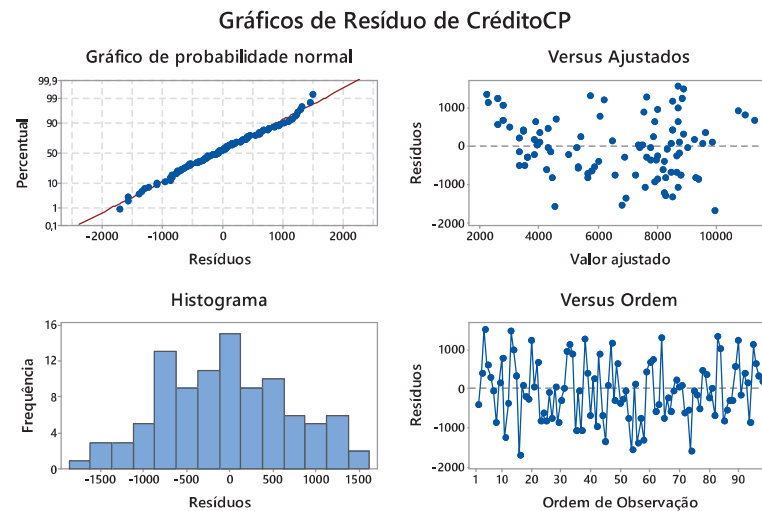 Gráficos de Resíduo de CréditoCP
Gráfico de probabilidade normal
Percentual
99,9
99
90
50
10
1
0,1
-2000 -1000 0 1000 2000
Resíduos
Versus Ajustados
Resíduos
1000
0
-1000
-2000
2000 4000 6000 8000 10000
Valor ajustado
Histograma
Frequência
16
12
8
4
0
-1500 -1000 -500 0 500 1000 1500
Resíduos
Versus Ordem
Resíduos
1000
0
-1000
-2000
1 10 20 30 40 50 60 70 80 90
Ordem de Observação